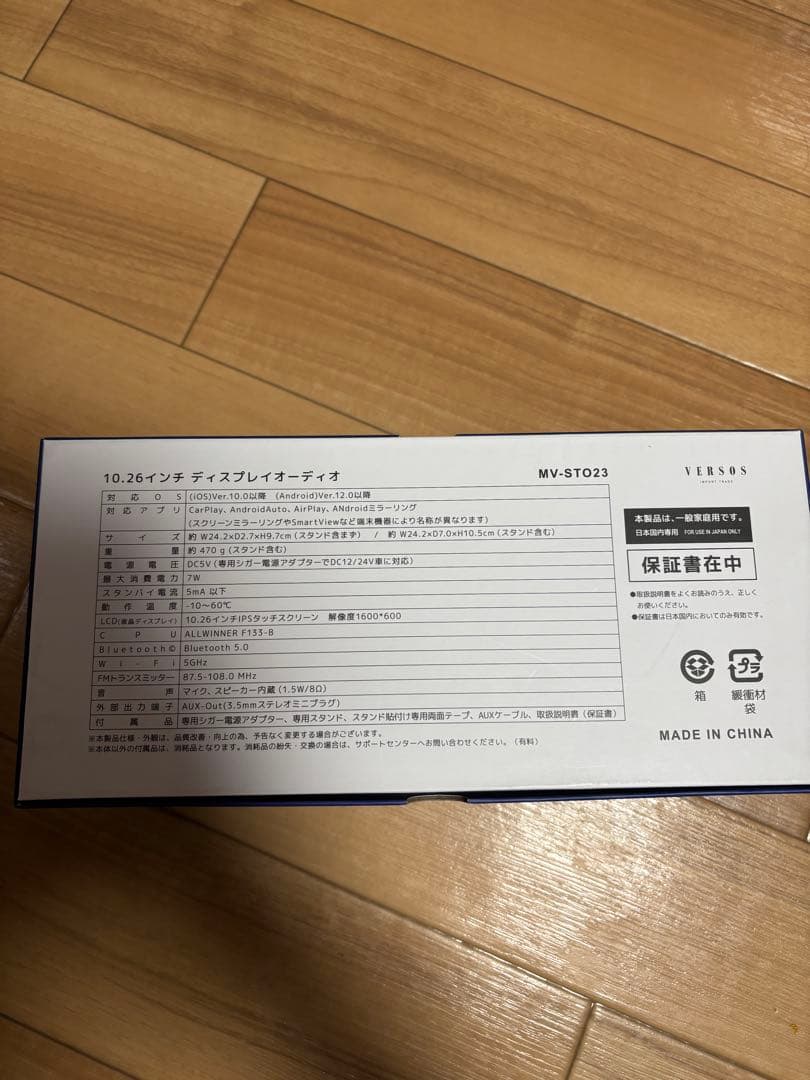 10.26インチ ディスプレイオーディオ MV-STO23
対応OS (iOS)Ver.10.0以降 (Android)Ver.12.0以降
対応アプリ CarPlay、AndroidAuto、AirPlay、ANdroidミラーリング
(スクリーンミラーリングやSmartViewなど端末機器により名称が異なります)
サイズ 約 W24.2×D2.7×H9.7cm (スタンド含まず) / 約 W24.2×D7.0×H10.5cm (スタンド含む)
重量 約 470 g (スタンド含む)
電源電圧 DC5V (専用シガー電源アダプターでDC12/24V車に対応)
最大消費電力 7W
スタンバイ電流 5mA 以下
動作温度 -10〜60℃
LCD(液晶ディスプレイ) 10.26インチIPSタッチスクリーン 解像度1600*600
CPU ALLWINNER F133-B
Bluetooth© Bluetooth 5.0
Wi-Fi 5GHz
FMトランスミッター 87.5-108.0 MHz
音声 マイク、スピーカー内蔵 (1.5W/8Ω)
外部出力端子 AUX-Out(3.5mmステレオミニプラグ)
付属品 専用シガー電源アダプター、専用スタンド、スタンド貼付け専用両面テープ、AUXケーブル、取扱説明書(保証書)
※本製品仕様・外観は、品質改善・向上の為、予告なく変更する場合がございます。
※本体以外の付属品は、消耗品となります。消耗品の紛失・交換の場合は、サポートセンターへお問い合わせください。(有料)
VERSOS
IMPORT TRADE
本製品は、一般家庭用です。
日本国内専用 FOR USE IN JAPAN ONLY
保証書在中
●取扱説明書をよくお読みのうえ、正しく
お使いください。
●保証書は日本国内においてのみ有効です。
プラ
箱 緩衝材
袋
MADE IN CHINA